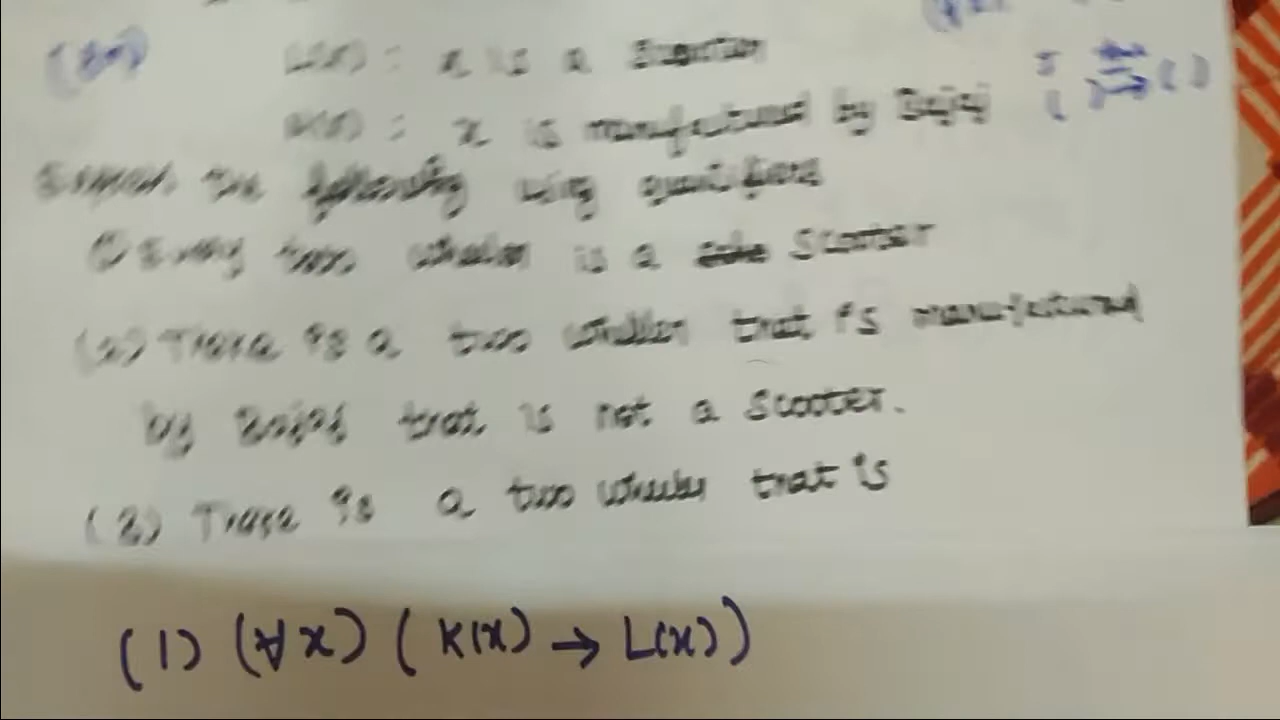 L(x) : x is a Scooter
M(x) : x is manufactured by Bajaj
Express the following using quantifiers
(1) Every two wheeler is a Scooter
(2) There is a two wheeler that is manufactured
by Bajaj that is not a Scooter.
(3) There is a two wheeler that is
(1) (∀x) ( K(x) → L(x) )